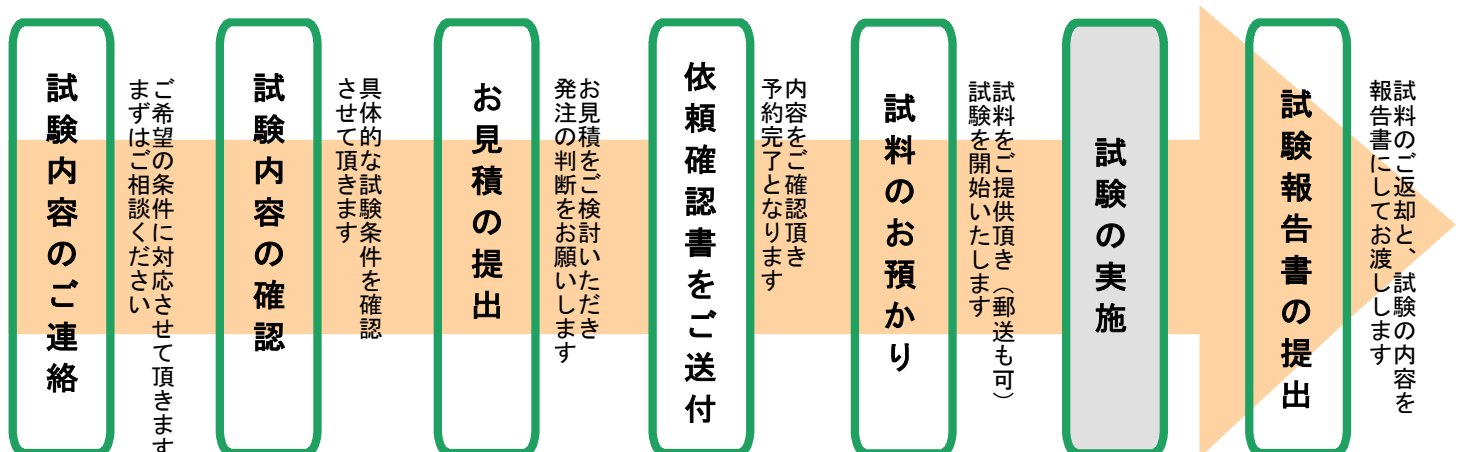 試験内容のご連絡
ご希望の条件に対応させて頂きます
まずはご相談ください
試験内容の確認
具体的な試験条件を確認
させて頂きます
お見積の提出
お見積をご検討いただき
発注の判断をお願いします
依頼確認書をご送付
内容をご確認頂き
予約完了となります
試料のお預かり
試料をご提供頂き（郵送も可）
試験を開始いたします
試験の実施
試験報告書の提出
試料のご返却と、試験の内容を
報告書にしてお渡しします